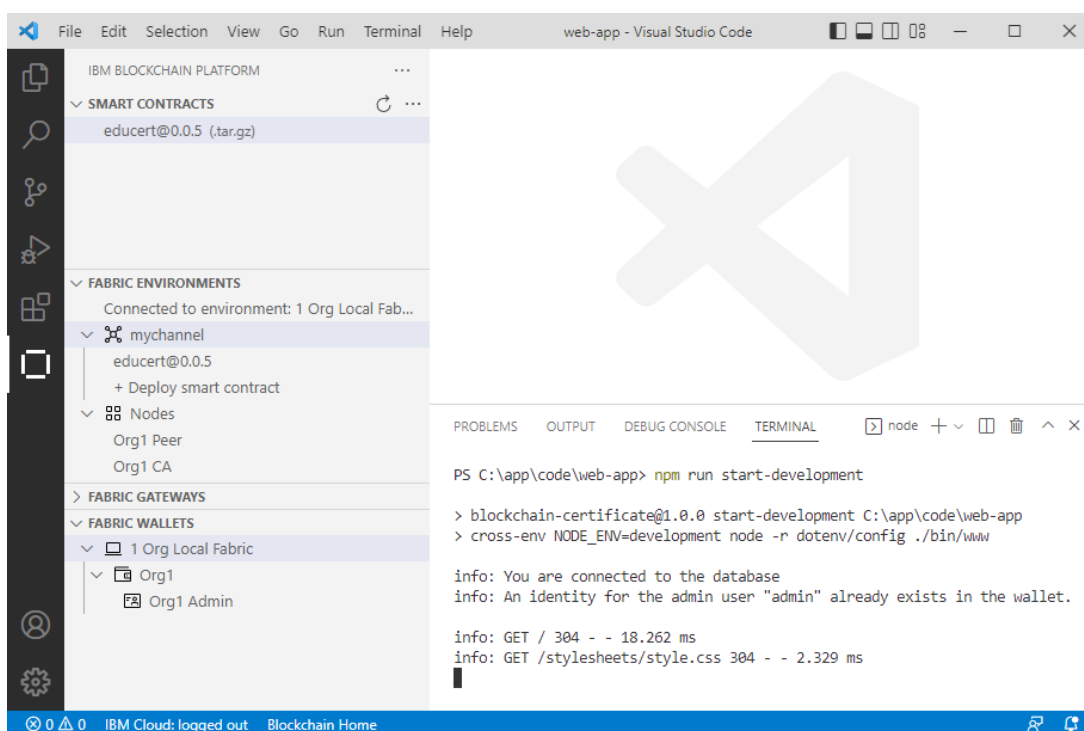 File Edit Selection View Go Run Terminal Help web-app - Visual Studio Code
IBM BLOCKCHAIN PLATFORM
SMART CONTRACTS
educert@0.0.5 (.tar.gz)
FABRIC ENVIRONMENTS
Connected to environment: 1 Org Local Fab...
mychannel
educert@0.0.5
+ Deploy smart contract
Nodes
Org1 Peer
Org1 CA
FABRIC GATEWAYS
FABRIC WALLETS
1 Org Local Fabric
Org1
Org1 Admin
PROBLEMS OUTPUT DEBUG CONSOLE TERMINAL node
PS C:\app\code\web-app> npm run start-development
> blockchain-certificate@1.0.0 start-development C:\app\code\web-app
> cross-env NODE_ENV=development node -r dotenv/config ./bin/www
info: You are connected to the database
info: An identity for the admin user "admin" already exists in the wallet.
info: GET / 304 - - 18.262 ms
info: GET /stylesheets/style.css 304 - - 2.329 ms
0 0 IBM Cloud: logged out Blockchain Home